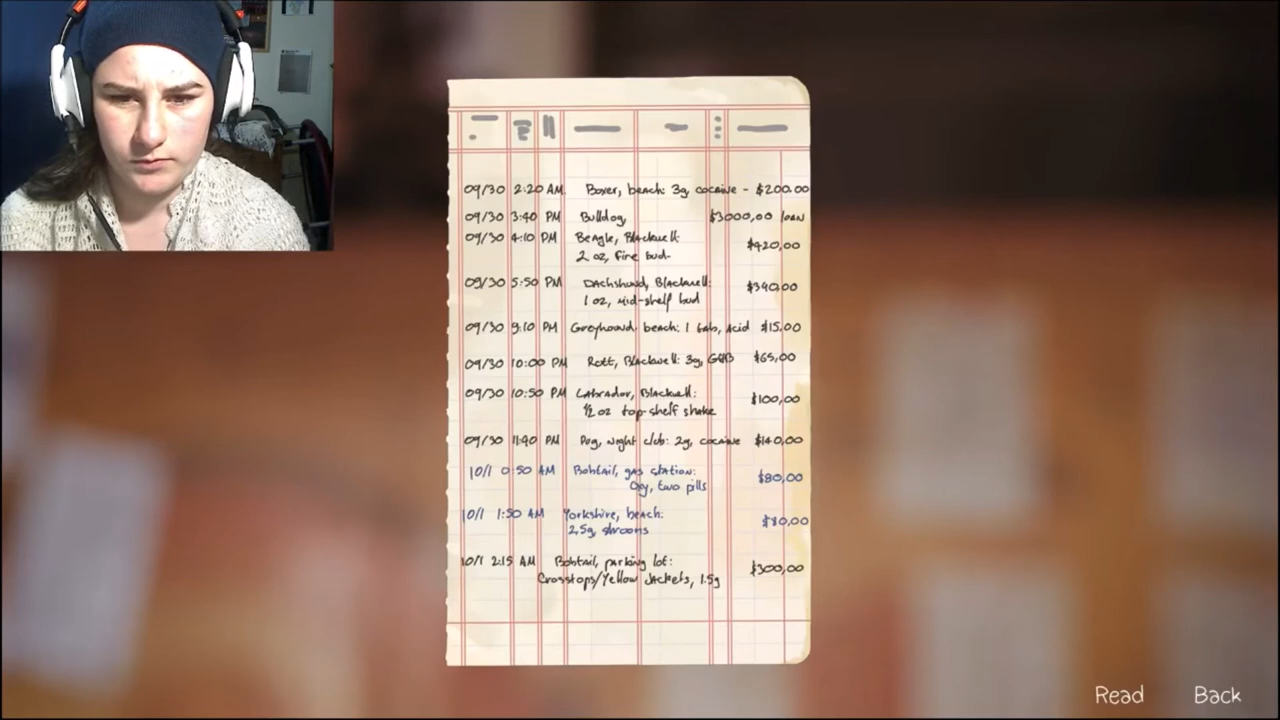 09/30 2:20 AM. Boxer, beach: 3g, cocaine - $200.00
09/30 3:40 PM Bulldog, $3000,00 loan
09/30 4:10 PM Beagle, Blackwell: $420,00
2 oz, fire bud-
09/30 5:50 PM Dachshund, Blackwell: $340.00
1 oz, mid-shelf bud
09/30 9:10 PM Greyhound, beach: 1 tab, Acid $15.00
09/30 10:00 PM Rott, Blackwell: 3g, GHB $65,00
09/30 10:50 PM Labrador, Blackwell: $100,00
1/2 oz top-shelf shake
09/30 11:40 PM Pug, night club: 2g, cocaine $140,00
10/1 0:50 AM Bobtail, gas station: $80,00
Oxy, two pills
10/1 1:50 AM Yorkshire, beach:
2,5g, shrooms
10/1 2:15 AM Bobtail, parking lot: $300,00
Crosstops/Yellow Jackets, 1.5g
Read Back